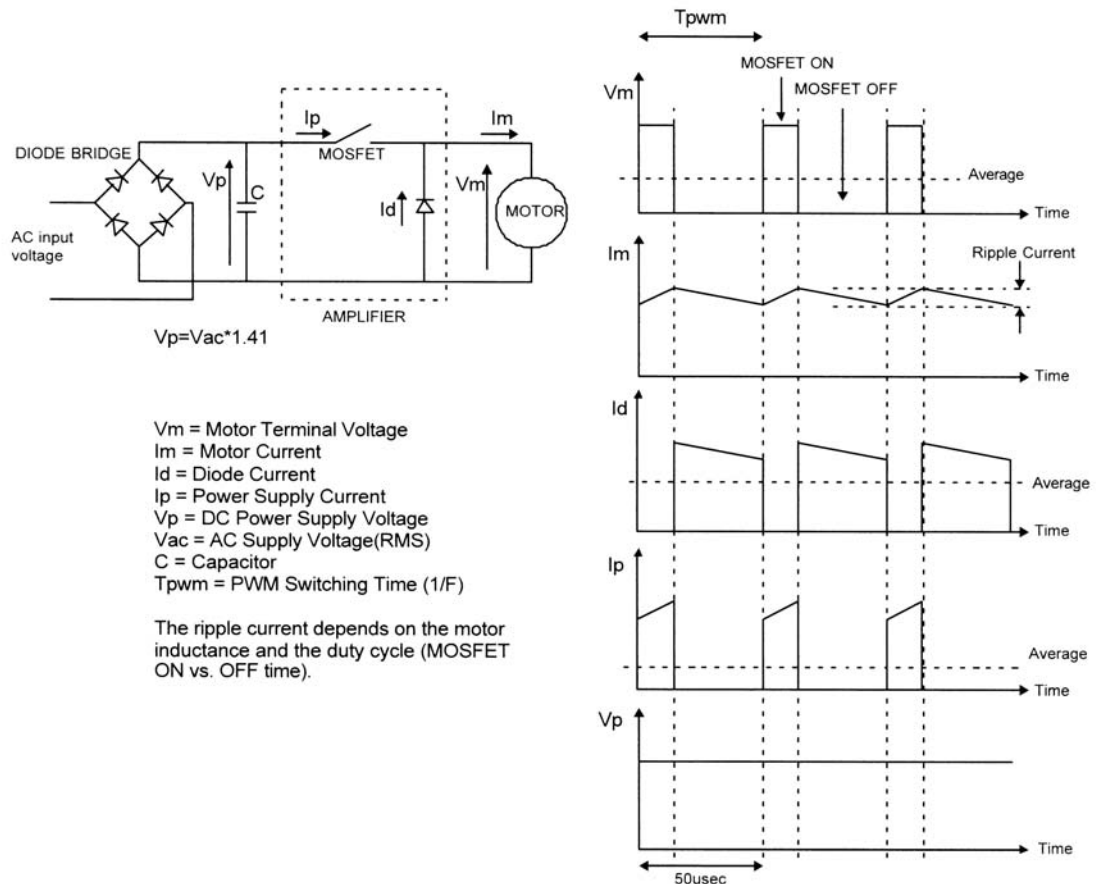 DIODE BRIDGE
AC input
voltage
Vp
C
Ip
MOSFET
Id
Im
Vm
MOTOR
AMPLIFIER
Vp=Vac*1.41
Vm = Motor Terminal Voltage
Im = Motor Current
Id = Diode Current
Ip = Power Supply Current
Vp = DC Power Supply Voltage
Vac = AC Supply Voltage(RMS)
C = Capacitor
Tpwm = PWM Switching Time (1/F)
The ripple current depends on the motor
inductance and the duty cycle (MOSFET
ON vs. OFF time).
Tpwm
MOSFET ON
MOSFET OFF
Vm
Average
Time
Im
Ripple Current
Time
Id
Average
Time
Ip
Average
Time
Vp
Time
50usec